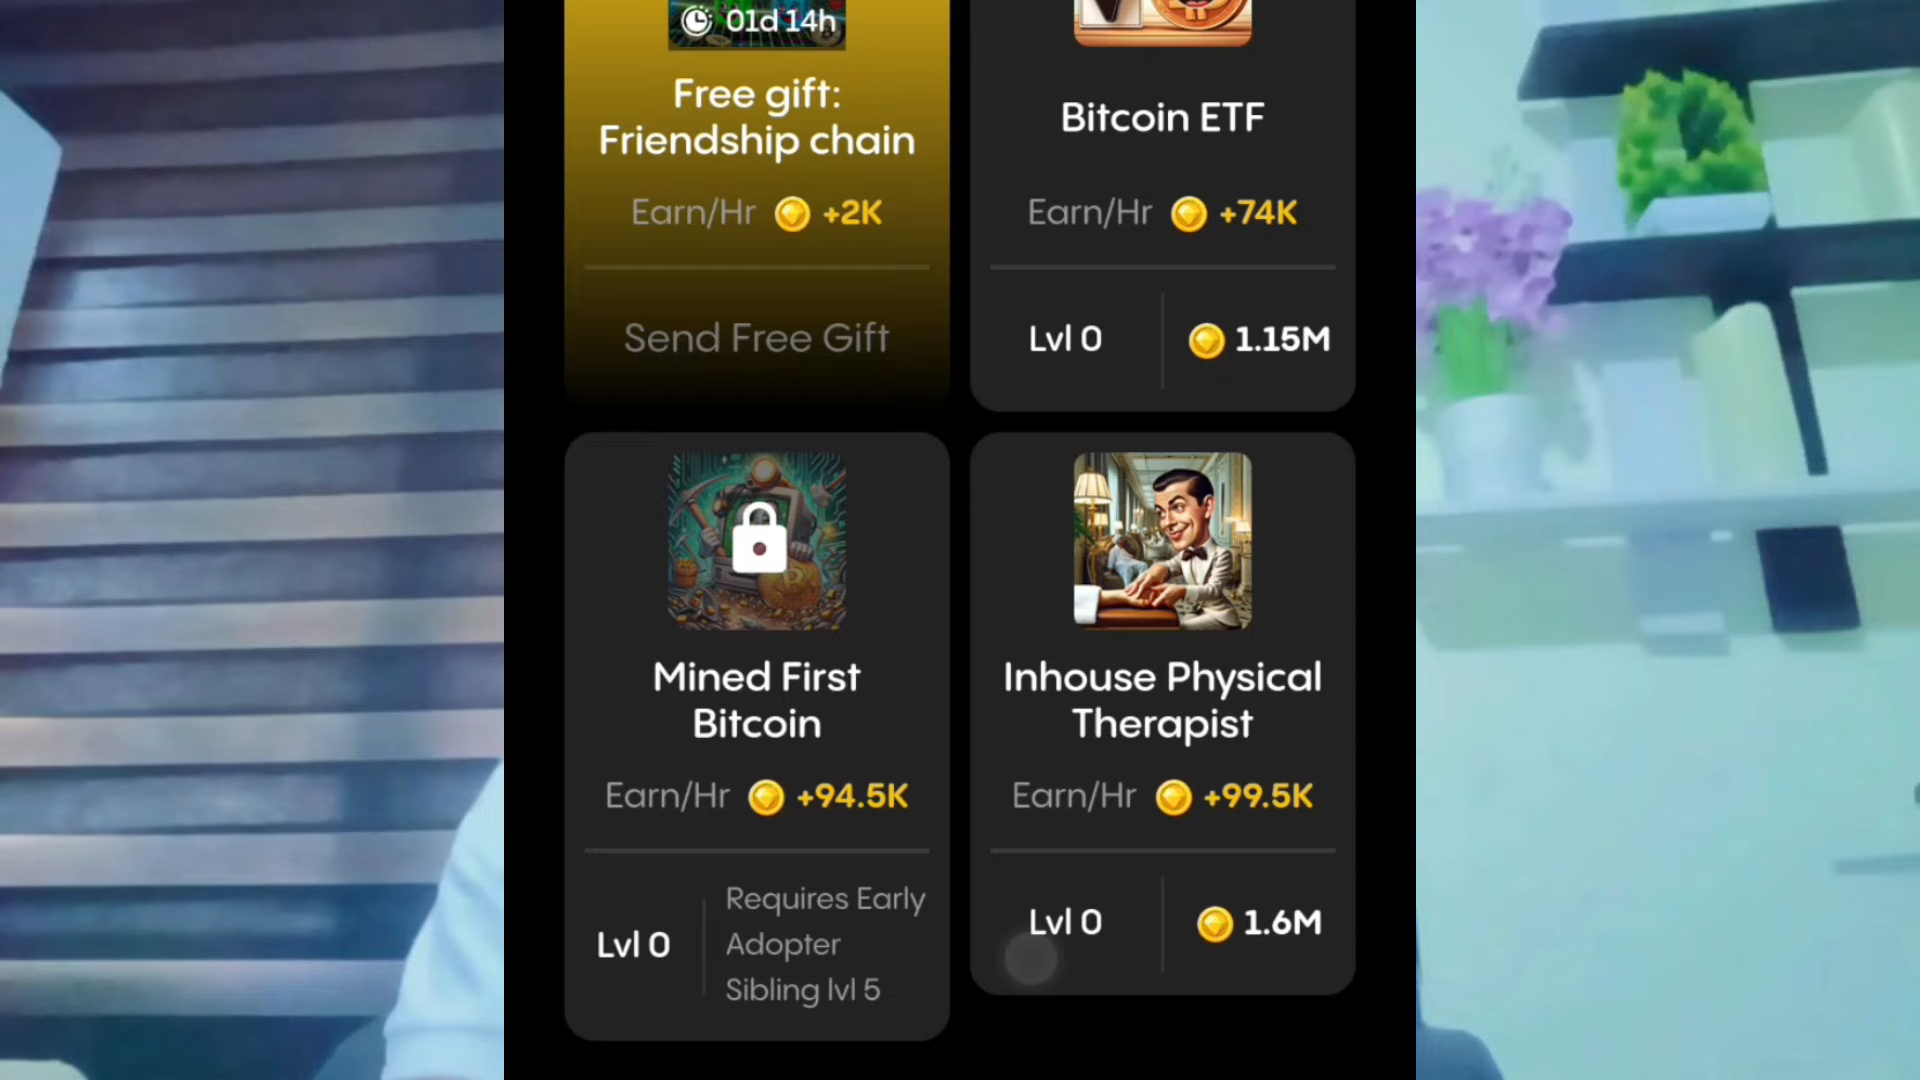 01d 14h
Free gift:
Friendship chain
Earn/Hr +2K
Send Free Gift
Bitcoin ETF
Earn/Hr +74K
Lvl 0 1.15M
Mined First
Bitcoin
Earn/Hr +94.5K
Lvl 0
Requires Early
Adopter
Sibling lvl 5
Inhouse Physical
Therapist
Earn/Hr +99.5K
Lvl 0 1.6M